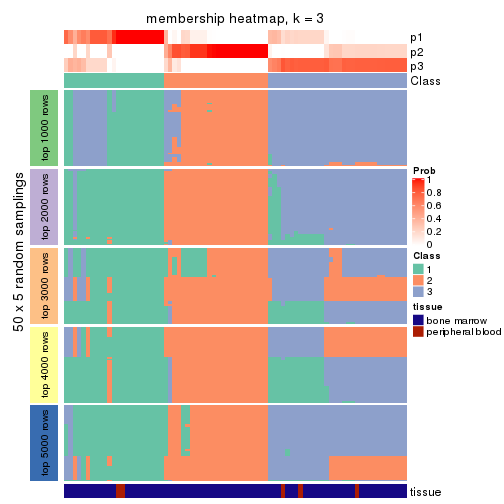 membership heatmap, k = 3
p1
p2
p3
Class
50 x 5 random samplings
top 1000 rows
top 2000 rows
top 3000 rows
top 4000 rows
top 5000 rows
Prob
1
0.8
0.6
0.4
0.2
0
Class
1
2
3
tissue
bone marrow
peripheral blood
tissue